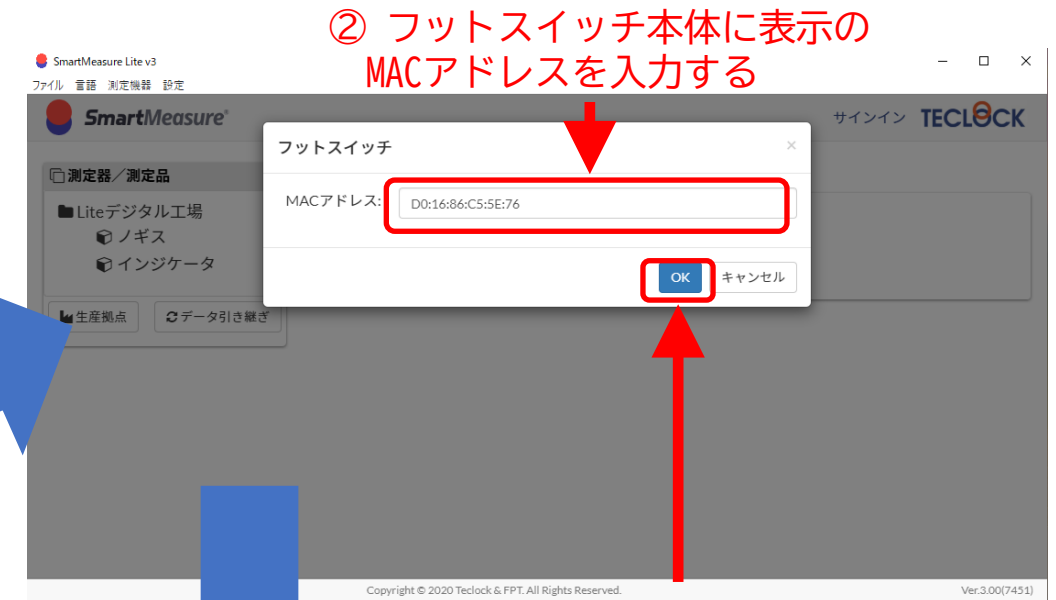 ② フットスイッチ本体に表示の
MACアドレスを入力する
SmartMeasure Lite v3
ファイル 言語 測定機器 設定
SmartMeasure®
サインイン TECLOCK
フットスイッチ ×
測定器／測定品
MACアドレス: D0:16:86:C5:5E:76
Liteデジタル工場
ノギス
インジケータ
OK キャンセル
生産拠点 データ引き継ぎ
Copyright © 2020 Teclock & FPT. All Rights Reserved. Ver.3.00(7451)